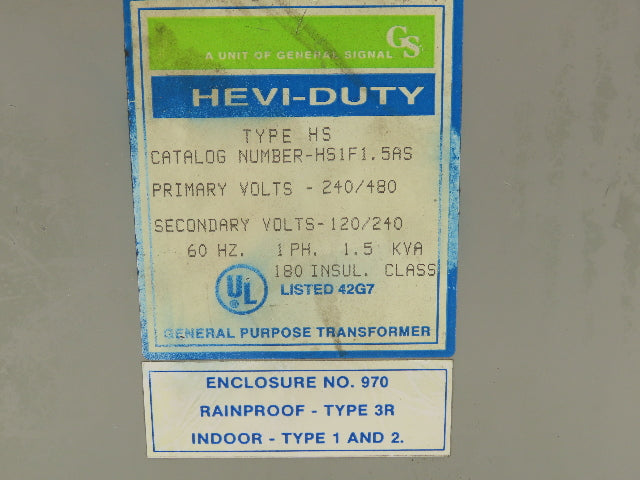 GS
A UNIT OF GENERAL SIGNAL
HEVI-DUTY
TYPE HS
CATALOG NUMBER-HS1F1.5AS
PRIMARY VOLTS - 240/480
SECONDARY VOLTS-120/240
60 HZ. 1PH. 1.5 KVA
180 INSUL. CLASS
UL LISTED 42G7
GENERAL PURPOSE TRANSFORMER
ENCLOSURE NO. 970
RAINPROOF - TYPE 3R
INDOOR - TYPE 1 AND 2.